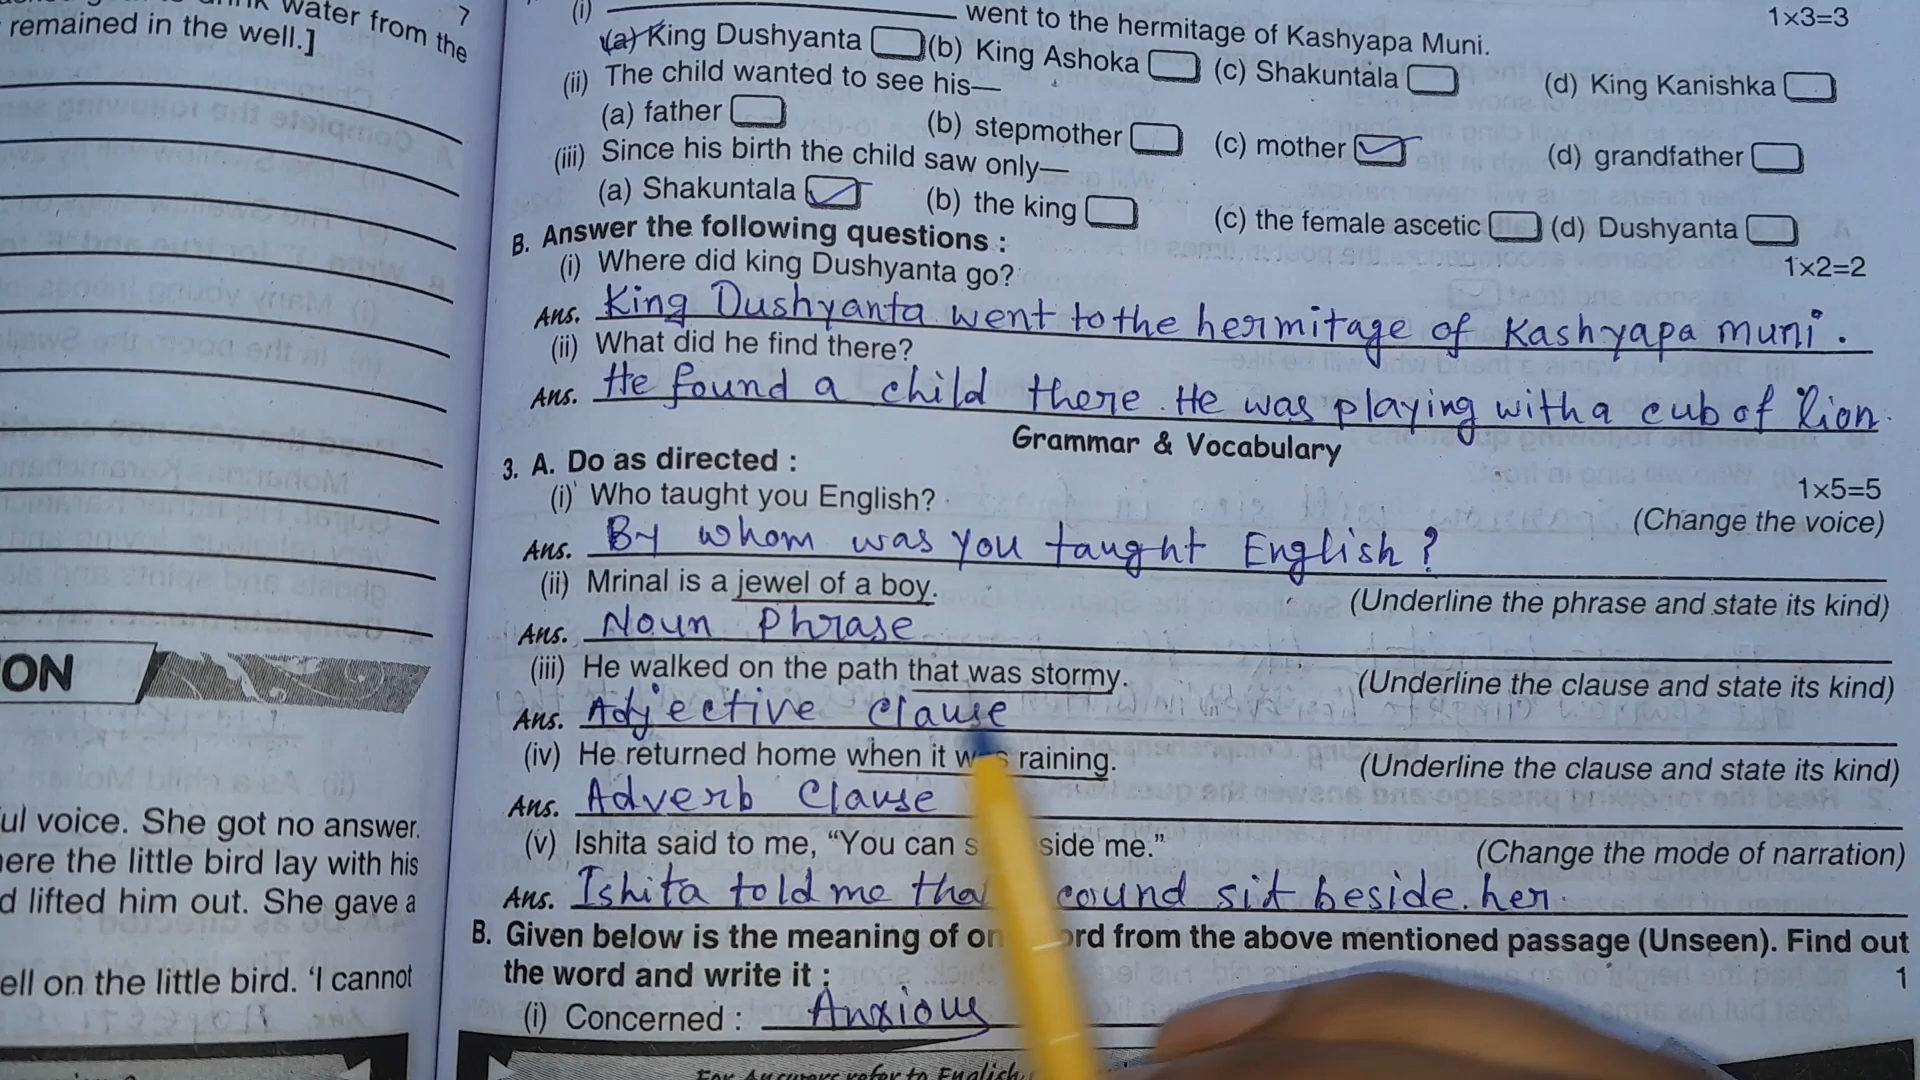 water from the
remained in the well.]
7
ON
ul voice. She got no answer.
ere the little bird lay with his
d lifted him out. She gave a
ell on the little bird. 'I cannot
(i) went to the hermitage of Kashyapa Muni. 1×3=3
(a) King Dushyanta (b) King Ashoka (c) Shakuntala (d) King Kanishka
(ii) The child wanted to see his—
(a) father (b) stepmother (c) mother (d) grandfather
(iii) Since his birth the child saw only—
(a) Shakuntala (b) the king (c) the female ascetic (d) Dushyanta
B. Answer the following questions : 1×2=2
(i) Where did king Dushyanta go?
Ans. King Dushyanta went to the hermitage of Kashyapa muni.
(ii) What did he find there?
Ans. He found a child there. He was playing with a cub of lion.
Grammar & Vocabulary
3. A. Do as directed : 1×5=5
(i) Who taught you English? (Change the voice)
Ans. By whom was you taught English?
(ii) Mrinal is a jewel of a boy. (Underline the phrase and state its kind)
Ans. Noun Phrase
(iii) He walked on the path that was stormy. (Underline the clause and state its kind)
Ans. Adjective Clause
(iv) He returned home when it was raining. (Underline the clause and state its kind)
Ans. Adverb Clause
(v) Ishita said to me, "You can side me." (Change the mode of narration)
Ans. Ishita told me tha cound sit beside her.
B. Given below is the meaning of on ord from the above mentioned passage (Unseen). Find out
the word and write it : 1
(i) Concerned : Anxious
For Answers refer to English